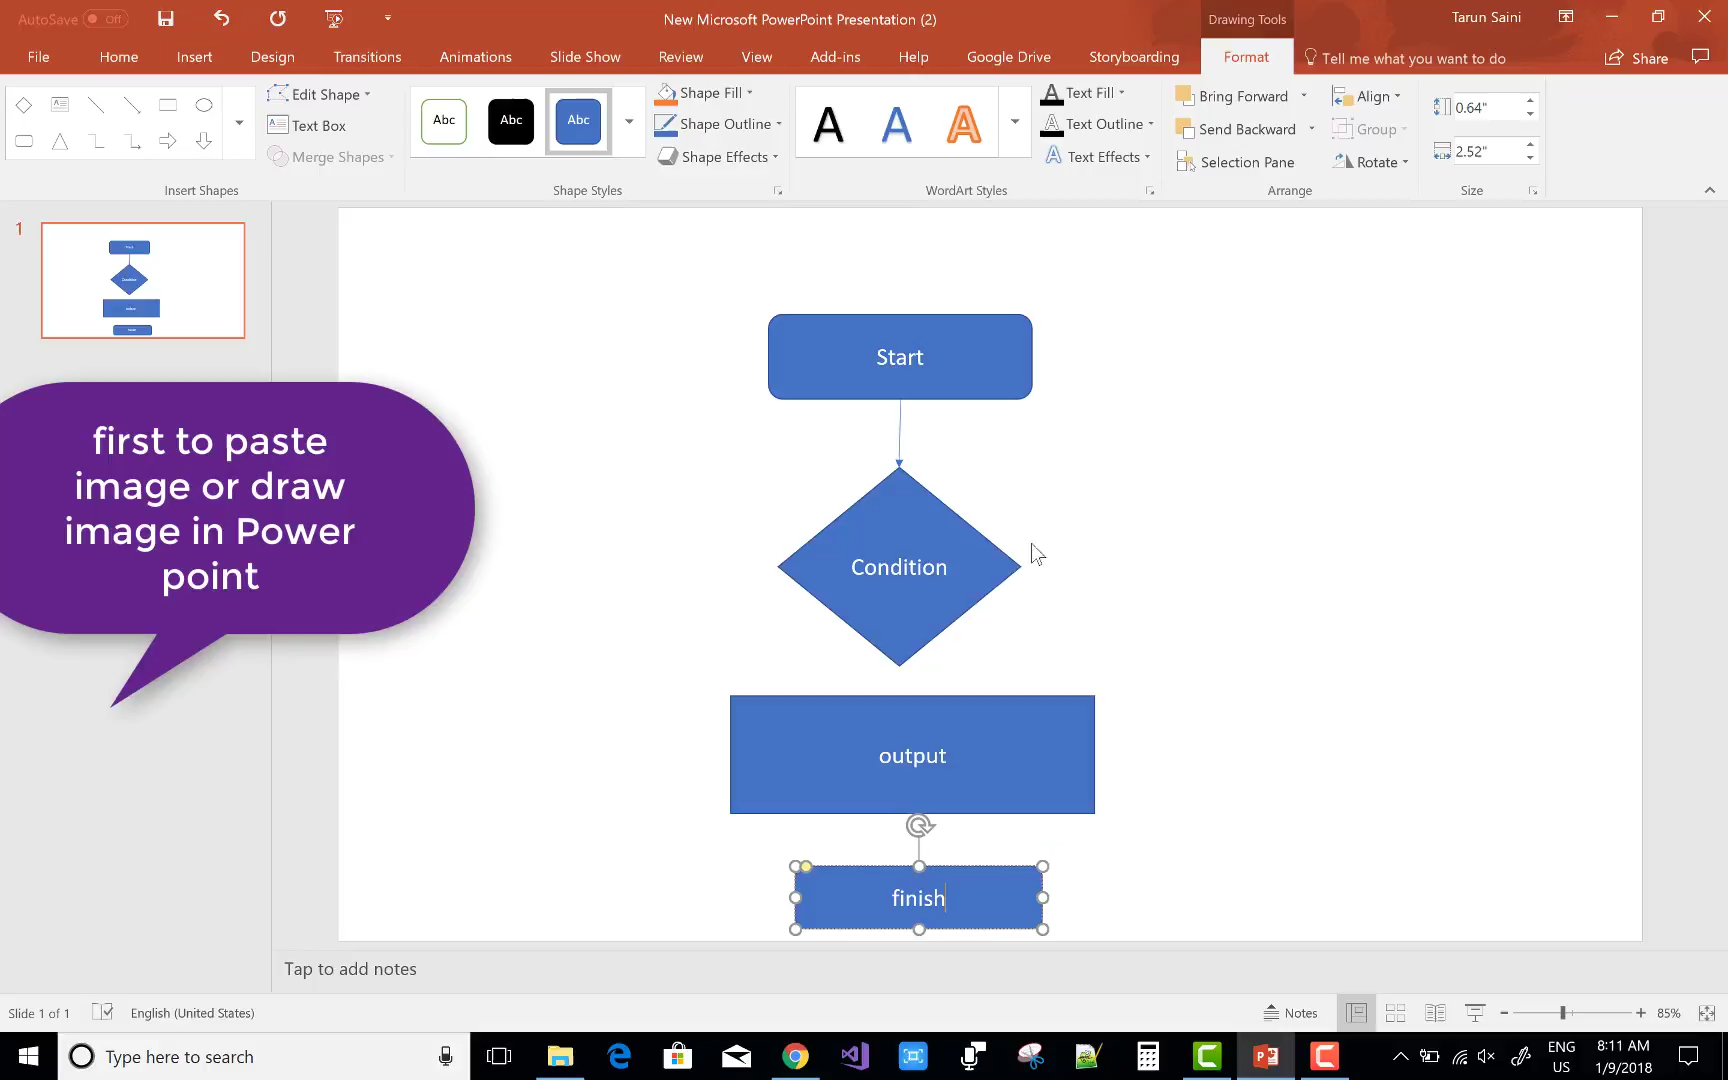 AutoSave Off
New Microsoft PowerPoint Presentation (2)
Drawing Tools
Tarun Saini
File Home Insert Design Transitions Animations Slide Show Review View Add-ins Help Google Drive Storyboarding Format Tell me what you want to do Share
Edit Shape
Text Box
Merge Shapes
Insert Shapes
Abc Abc Abc
Shape Fill
Shape Outline
Shape Effects
Shape Styles
A A A
Text Fill
Text Outline
Text Effects
WordArt Styles
Bring Forward
Send Backward
Selection Pane
Align
Group
Rotate
Arrange
0.64"
2.52"
Size
1
Condition
first to paste
image or draw
image in Power
point
Start
Condition
output
finish
Tap to add notes
Slide 1 of 1
English (United States)
Notes
85%
Type here to search
ENG
US
8:11 AM
1/9/2018